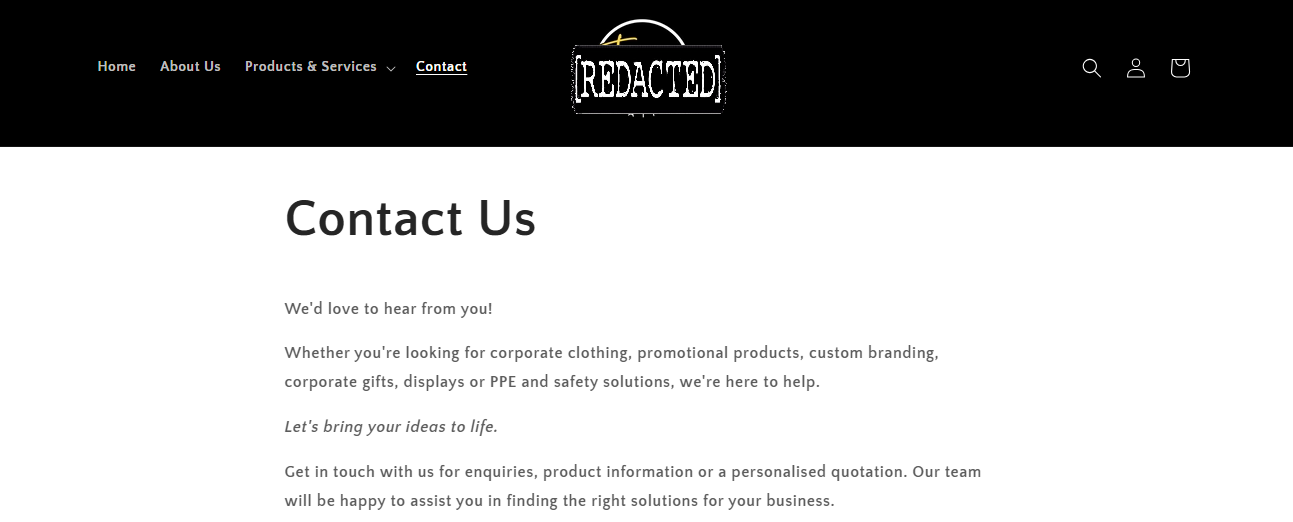 Home About Us Products & Services Contact
[REDACTED]
Contact Us
We'd love to hear from you!
Whether you're looking for corporate clothing, promotional products, custom branding,
corporate gifts, displays or PPE and safety solutions, we're here to help.
Let's bring your ideas to life.
Get in touch with us for enquiries, product information or a personalised quotation. Our team
will be happy to assist you in finding the right solutions for your business.